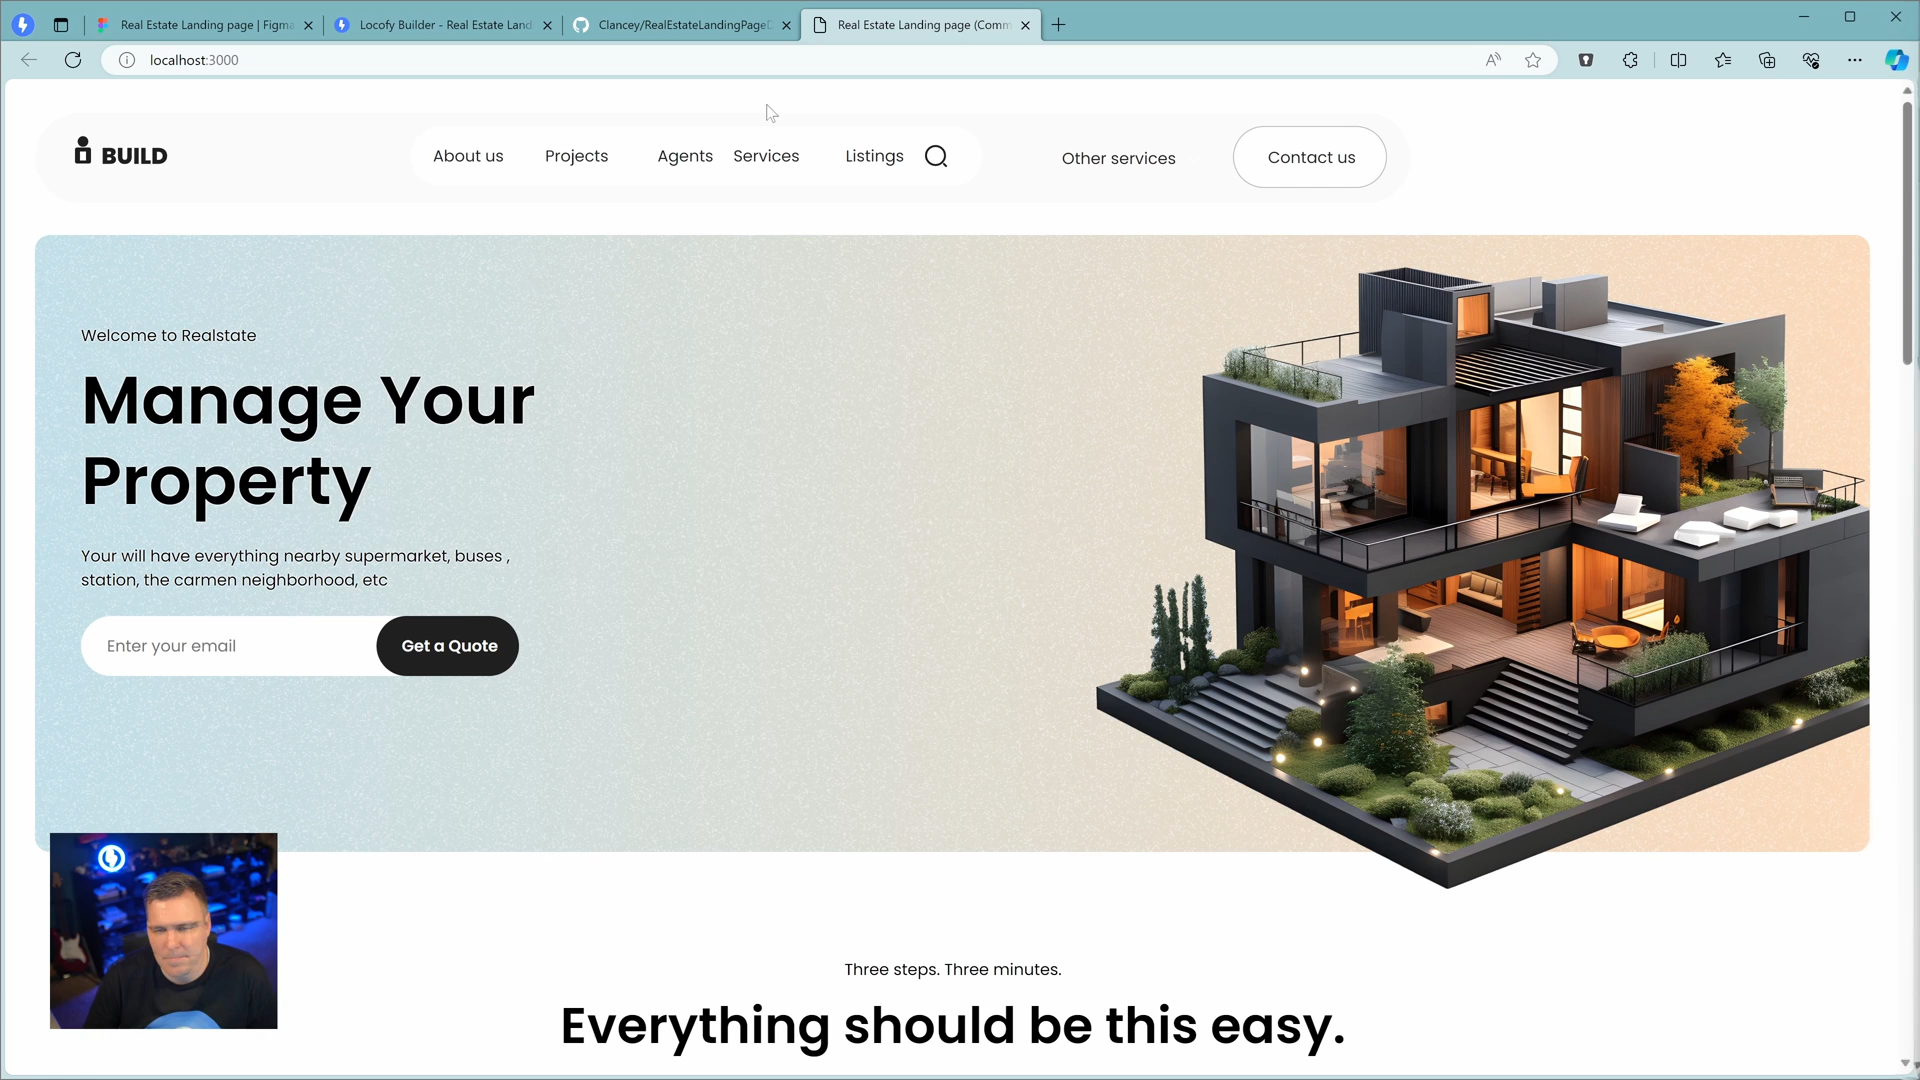 Real Estate Landing page | Figma
Locofy Builder - Real Estate Land
Clancey/RealEstateLandingPageD
Real Estate Landing page (Comm
localhost:3000
BUILD
About us
Projects
Agents
Services
Listings
Other services
Contact us
Welcome to Realstate
Manage Your
Property
Your will have everything nearby supermarket, buses ,
station, the carmen neighborhood, etc
Enter your email
Get a Quote
Three steps. Three minutes.
Everything should be this easy.